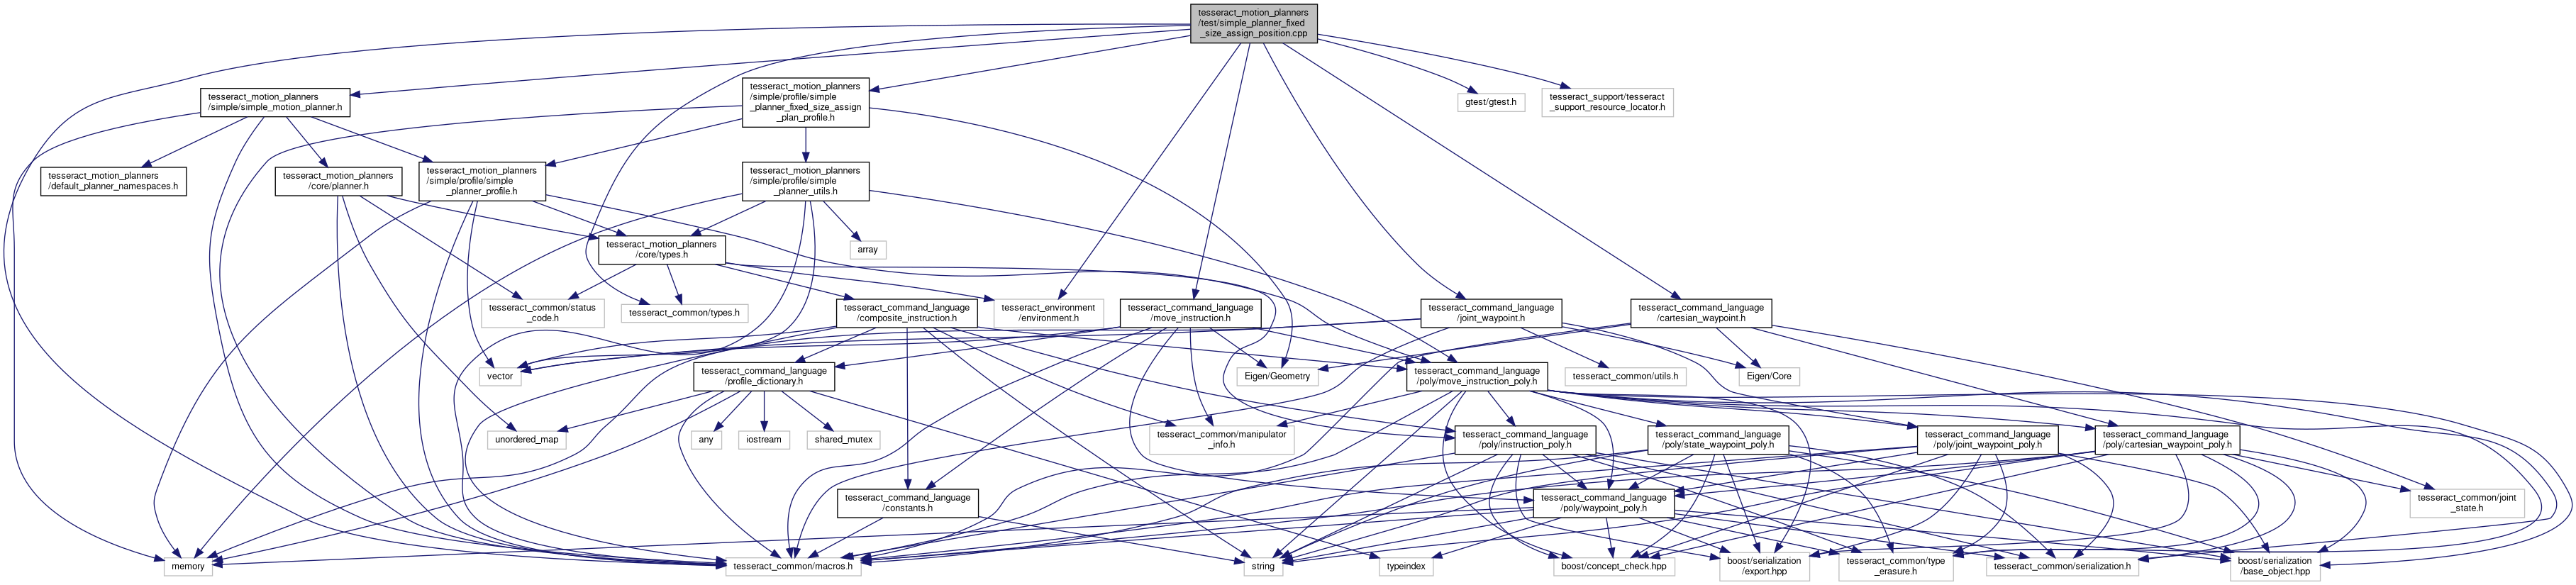 tesseract_motion_planners
/test/simple_planner_fixed
_size_assign_position.cpp
tesseract_motion_planners
/simple/simple_motion_planner.h
tesseract_motion_planners
/simple/profile/simple
_planner_fixed_size_assign
_plan_profile.h
gtest/gtest.h
tesseract_support/tesseract
_support_resource_locator.h
tesseract_motion_planners
/default_planner_namespaces.h
tesseract_motion_planners
/core/planner.h
tesseract_motion_planners
/simple/profile/simple
_planner_profile.h
tesseract_motion_planners
/simple/profile/simple
_planner_utils.h
tesseract_motion_planners
/core/types.h
array
tesseract_common/status
_code.h
tesseract_common/types.h
tesseract_command_language
/composite_instruction.h
tesseract_environment
/environment.h
tesseract_command_language
/move_instruction.h
tesseract_command_language
/joint_waypoint.h
tesseract_command_language
/cartesian_waypoint.h
vector
tesseract_command_language
/profile_dictionary.h
Eigen/Geometry
tesseract_command_language
/poly/move_instruction_poly.h
tesseract_common/utils.h
Eigen/Core
unordered_map
any
iostream
shared_mutex
tesseract_common/manipulator
_info.h
tesseract_command_language
/poly/instruction_poly.h
tesseract_command_language
/poly/state_waypoint_poly.h
tesseract_command_language
/poly/joint_waypoint_poly.h
tesseract_command_language
/poly/cartesian_waypoint_poly.h
tesseract_command_language
/constants.h
tesseract_command_language
/poly/waypoint_poly.h
tesseract_common/joint
_state.h
memory
tesseract_common/macros.h
string
typeindex
boost/concept_check.hpp
boost/serialization
/export.hpp
tesseract_common/type
_erasure.h
tesseract_common/serialization.h
boost/serialization
/base_object.hpp